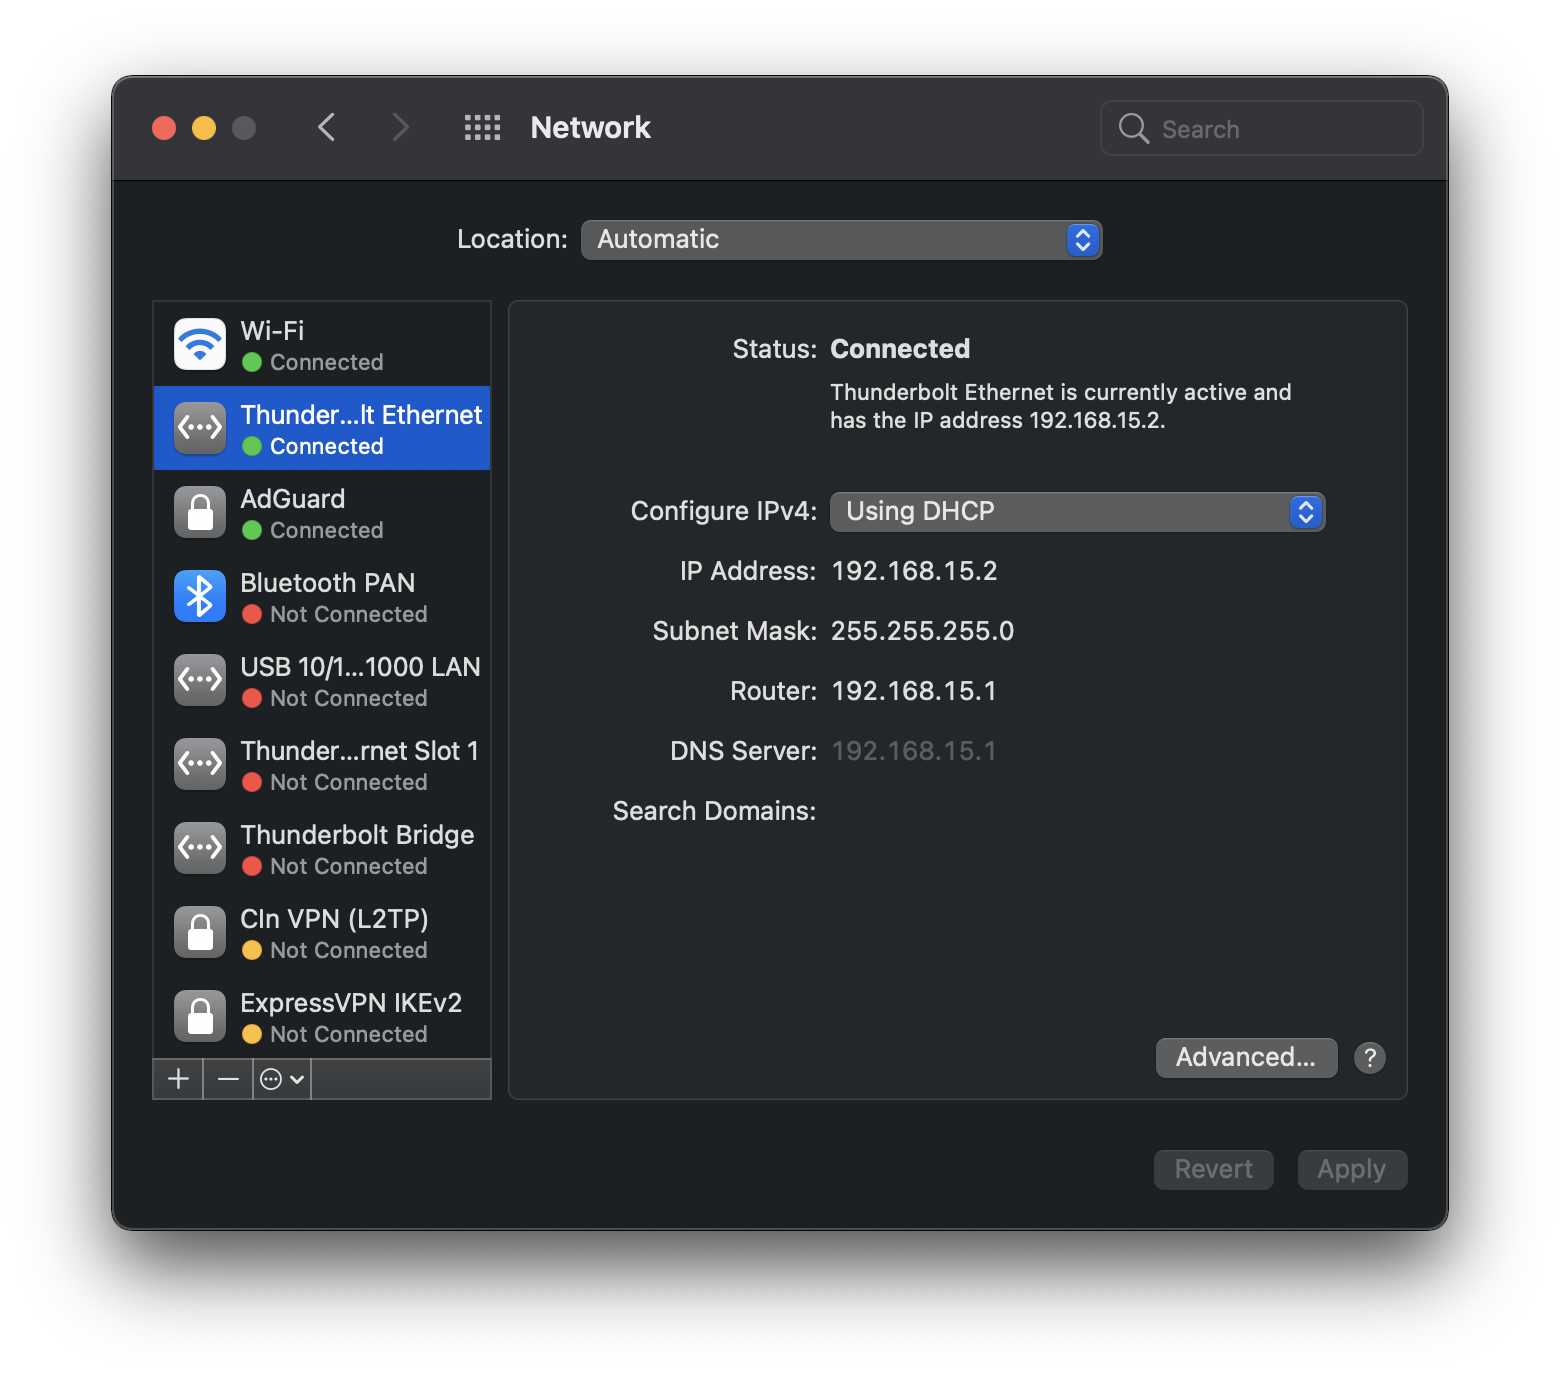 Network
Search
Location: Automatic
Wi-Fi
Connected
Thunder...lt Ethernet
Connected
AdGuard
Connected
Bluetooth PAN
Not Connected
USB 10/1...1000 LAN
Not Connected
Thunder...rnet Slot 1
Not Connected
Thunderbolt Bridge
Not Connected
CIn VPN (L2TP)
Not Connected
ExpressVPN IKEv2
Not Connected
Status: Connected
Thunderbolt Ethernet is currently active and
has the IP address 192.168.15.2.
Configure IPv4: Using DHCP
IP Address: 192.168.15.2
Subnet Mask: 255.255.255.0
Router: 192.168.15.1
DNS Server: 192.168.15.1
Search Domains:
Advanced... ?
Revert Apply